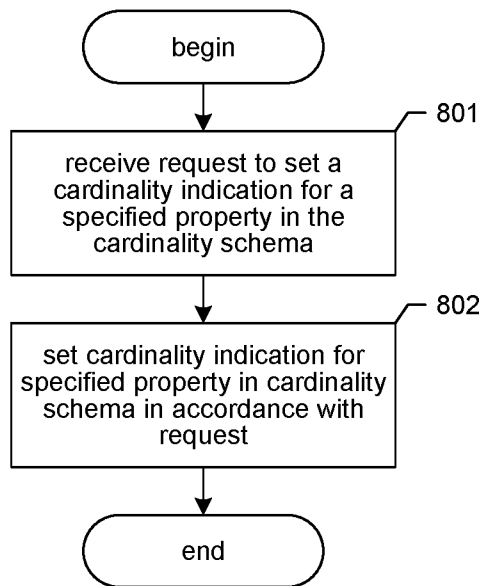 begin
801
receive request to set a
cardinality indication for a
specified property in the
cardinality schema
802
set cardinality indication for
specified property in cardinality
schema in accordance with
request
end